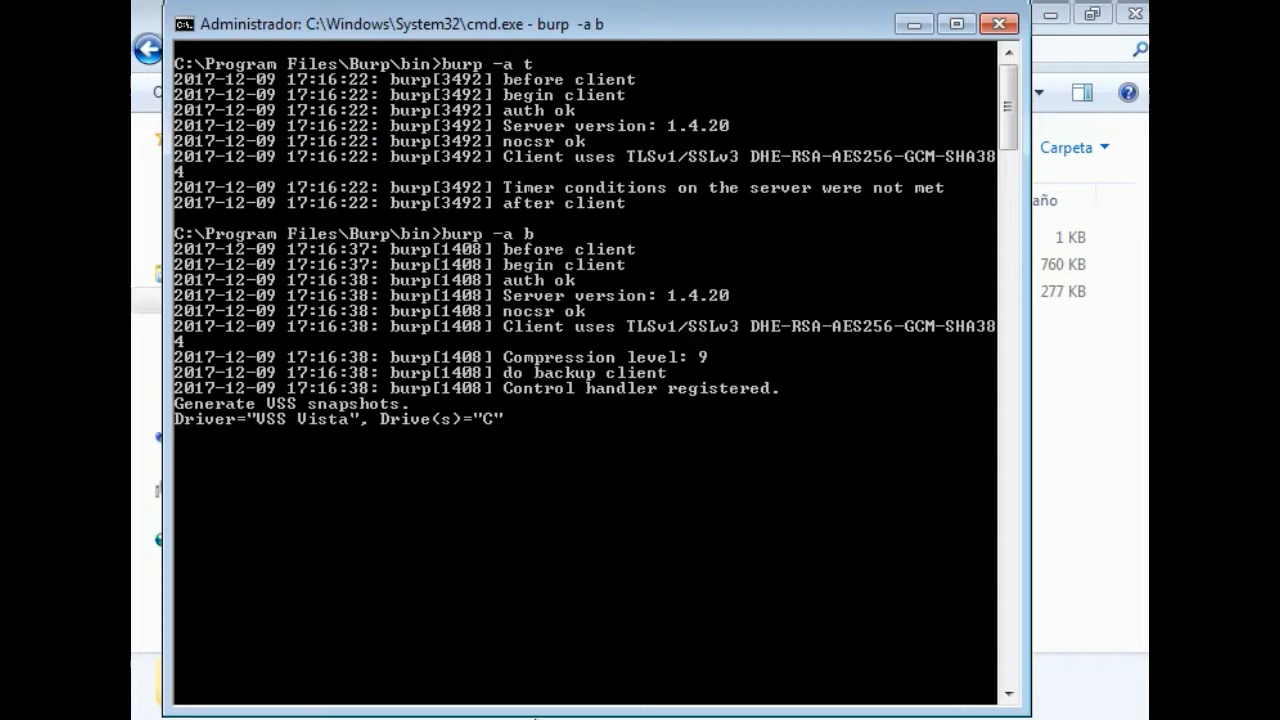 Administrador: C:\Windows\System32\cmd.exe - burp  -a b
C:\Program Files\Burp\bin>burp -a t
2017-12-09 17:16:22: burp[3492] before client
2017-12-09 17:16:22: burp[3492] begin client
2017-12-09 17:16:22: burp[3492] auth ok
2017-12-09 17:16:22: burp[3492] Server version: 1.4.20
2017-12-09 17:16:22: burp[3492] nocsr ok
2017-12-09 17:16:22: burp[3492] Client uses TLSv1/SSLv3 DHE-RSA-AES256-GCM-SHA38
4
2017-12-09 17:16:22: burp[3492] Timer conditions on the server were not met
2017-12-09 17:16:22: burp[3492] after client
C:\Program Files\Burp\bin>burp -a b
2017-12-09 17:16:37: burp[1408] before client
2017-12-09 17:16:37: burp[1408] begin client
2017-12-09 17:16:38: burp[1408] auth ok
2017-12-09 17:16:38: burp[1408] Server version: 1.4.20
2017-12-09 17:16:38: burp[1408] nocsr ok
2017-12-09 17:16:38: burp[1408] Client uses TLSv1/SSLv3 DHE-RSA-AES256-GCM-SHA38
4
2017-12-09 17:16:38: burp[1408] Compression level: 9
2017-12-09 17:16:38: burp[1408] do backup client
2017-12-09 17:16:38: burp[1408] Control handler registered.
Generate VSS snapshots.
Driver="VSS Vista", Drive(s)="C"
Carpeta
año
1 KB
760 KB
277 KB